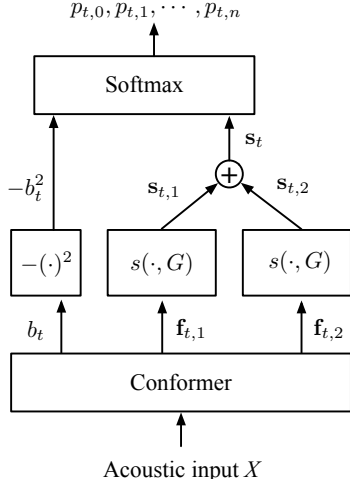 p_{t,0}, p_{t,1}, ⋯ , p_{t,n}
Softmax
s_t
−b_t^2
s_{t,1} s_{t,2}
+
−(·)^2 s(·, G) s(·, G)
b_t f_{t,1} f_{t,2}
Conformer
Acoustic input X